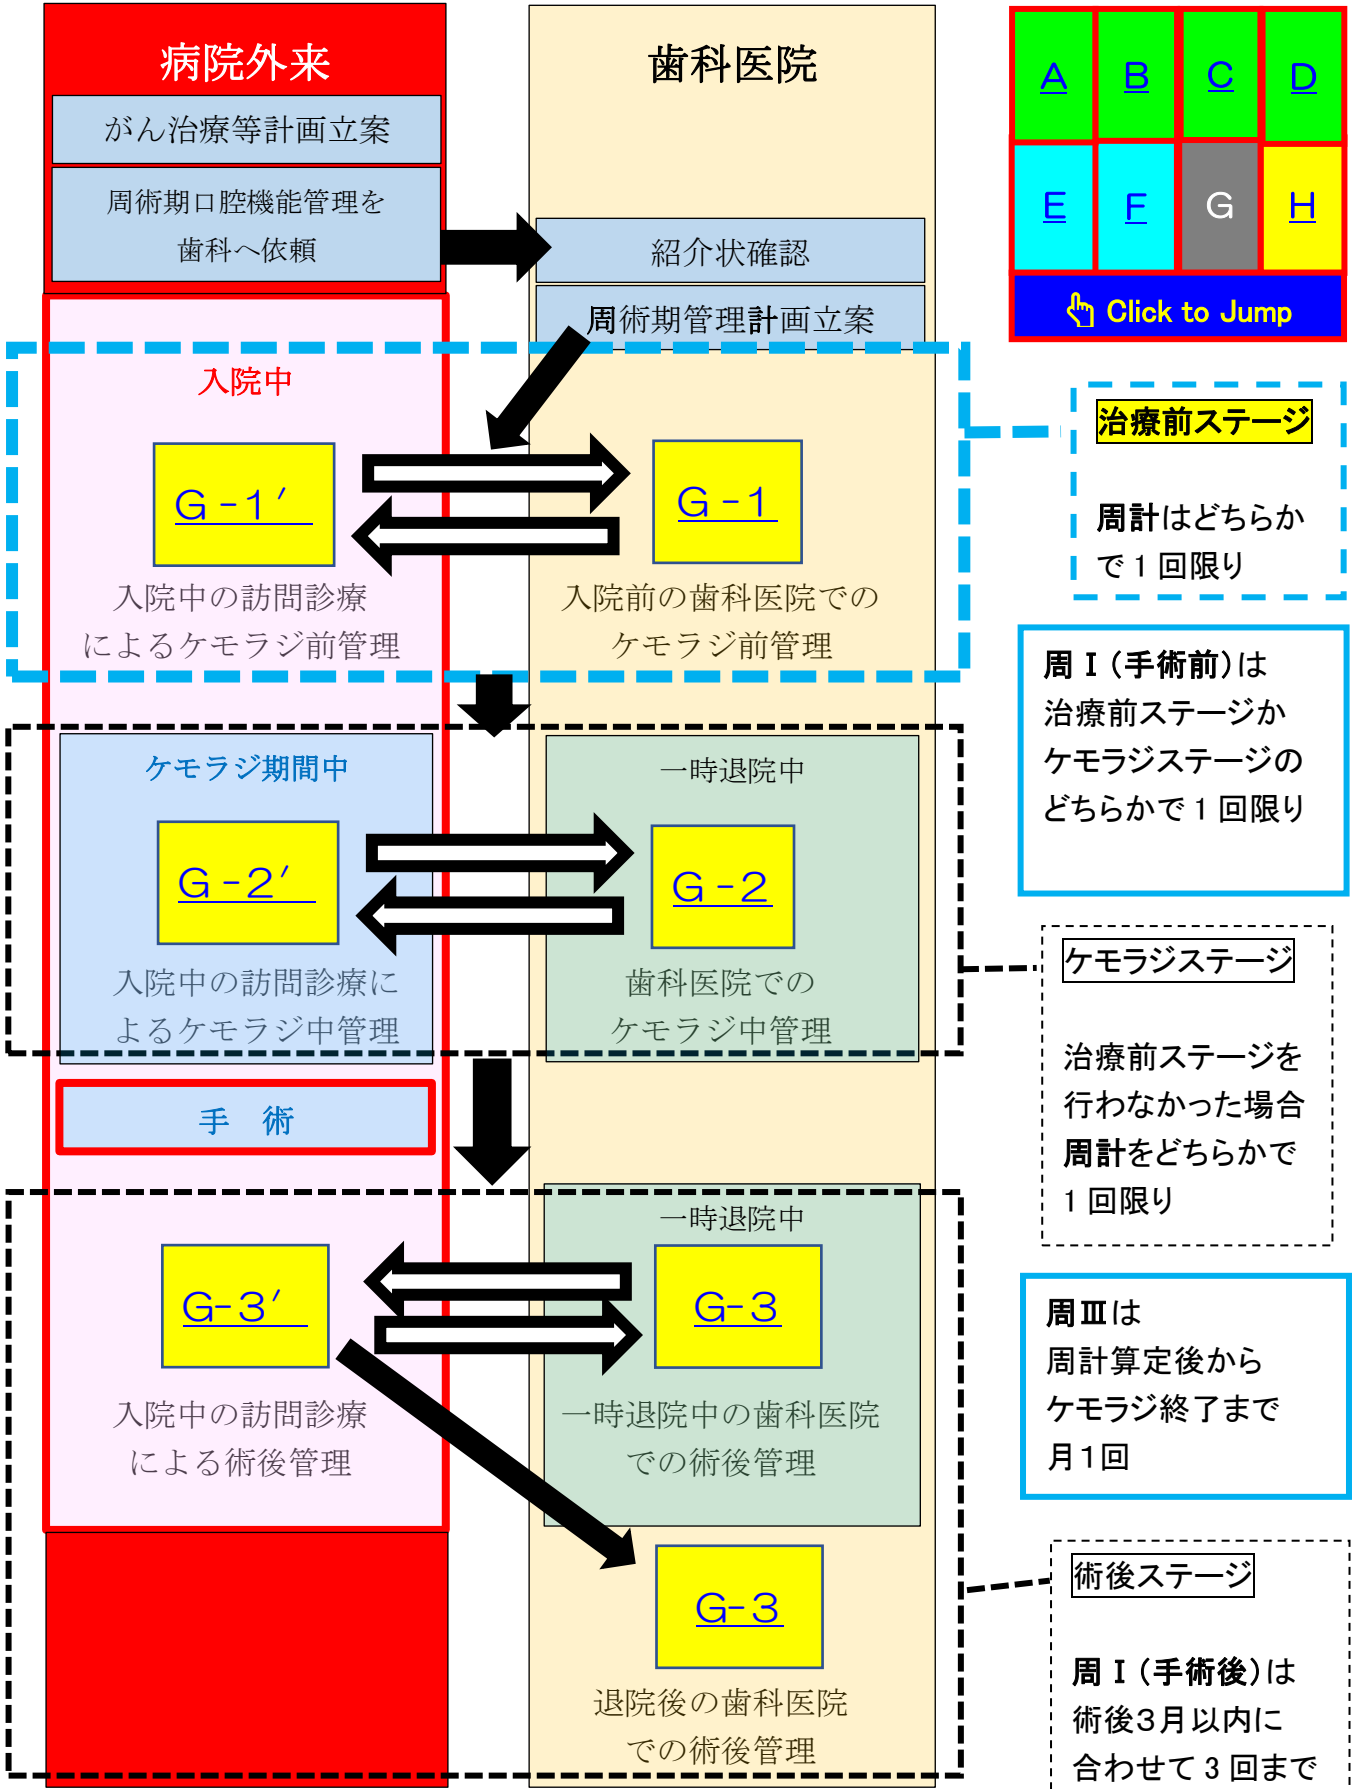 病院外来
がん治療等計画立案
周術期口腔機能管理を
歯科へ依頼
歯科医院
紹介状確認
周術期管理計画立案
A B C D
E F G H
Click to Jump
入院中
G-1′
入院中の訪問診療
によるケモラジ前管理
G-1
入院前の歯科医院での
ケモラジ前管理
治療前ステージ
周計はどちらか
で1回限り
周Ⅰ(手術前)は
治療前ステージか
ケモラジステージの
どちらかで1回限り
ケモラジ期間中
G-2′
入院中の訪問診療に
よるケモラジ中管理
一時退院中
G-2
歯科医院での
ケモラジ中管理
ケモラジステージ
治療前ステージを
行わなかった場合
周計をどちらかで
1回限り
手 術
G-3′
入院中の訪問診療
による術後管理
一時退院中
G-3
一時退院中の歯科医院
での術後管理
周Ⅲは
周計算定後から
ケモラジ終了まで
月1回
G-3
退院後の歯科医院
での術後管理
術後ステージ
周Ⅰ(手術後)は
術後3月以内に
合わせて3回まで